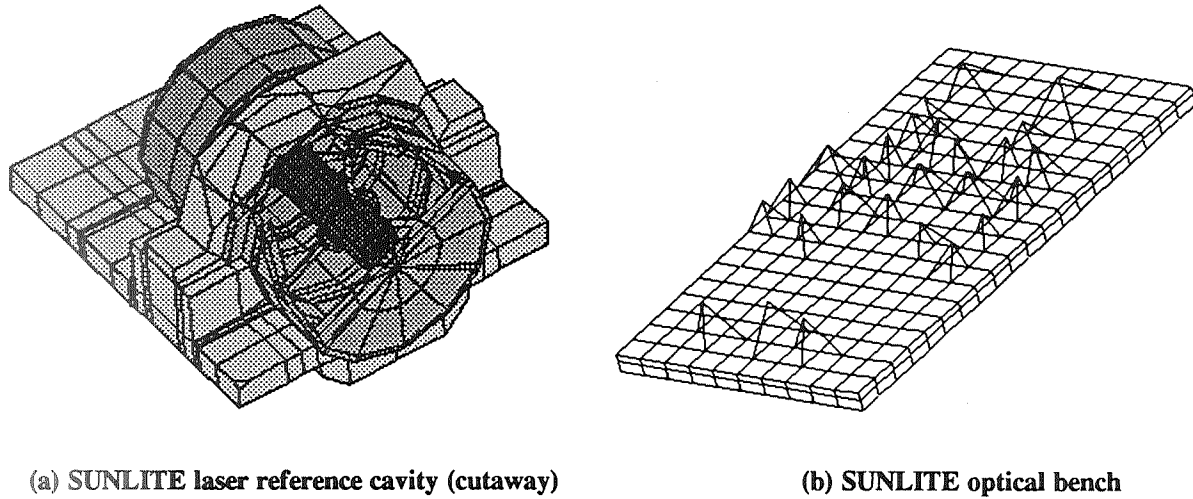 (a) SUNLITE laser reference cavity (cutaway)
(b) SUNLITE optical bench